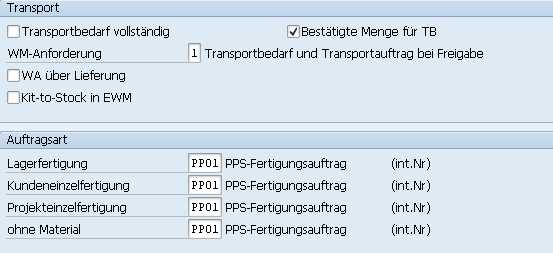 Transport
Transportbedarf vollständig Bestätigte Menge für TB
WM-Anforderung 1 Transportbedarf und Transportauftrag bei Freigabe
WA über Lieferung
Kit-to-Stock in EWM
Auftragsart
Lagerfertigung PP01 PPS-Fertigungsauftrag (int.Nr)
Kundeneinzelfertigung PP01 PPS-Fertigungsauftrag (int.Nr)
Projekteinzelfertigung PP01 PPS-Fertigungsauftrag (int.Nr)
ohne Material PP01 PPS-Fertigungsauftrag (int.Nr)